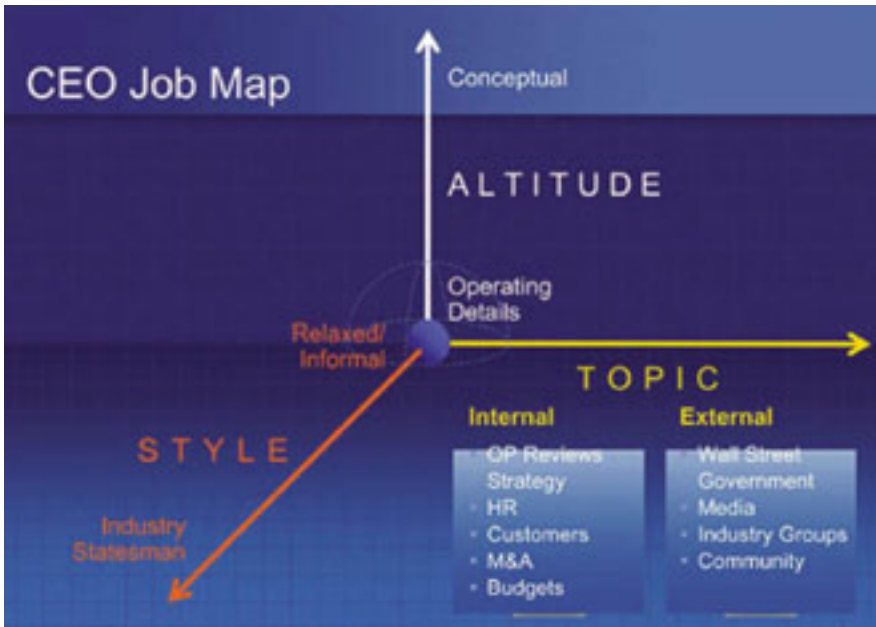 CEO Job Map
Conceptual
ALTITUDE
Operating
Details
Relaxed/
Informal
TOPIC
STYLE
Industry
Statesman
Internal
OP Reviews
Strategy
HR
Customers
M&A
Budgets
External
Wall Street
Government
Media
Industry Groups
Community